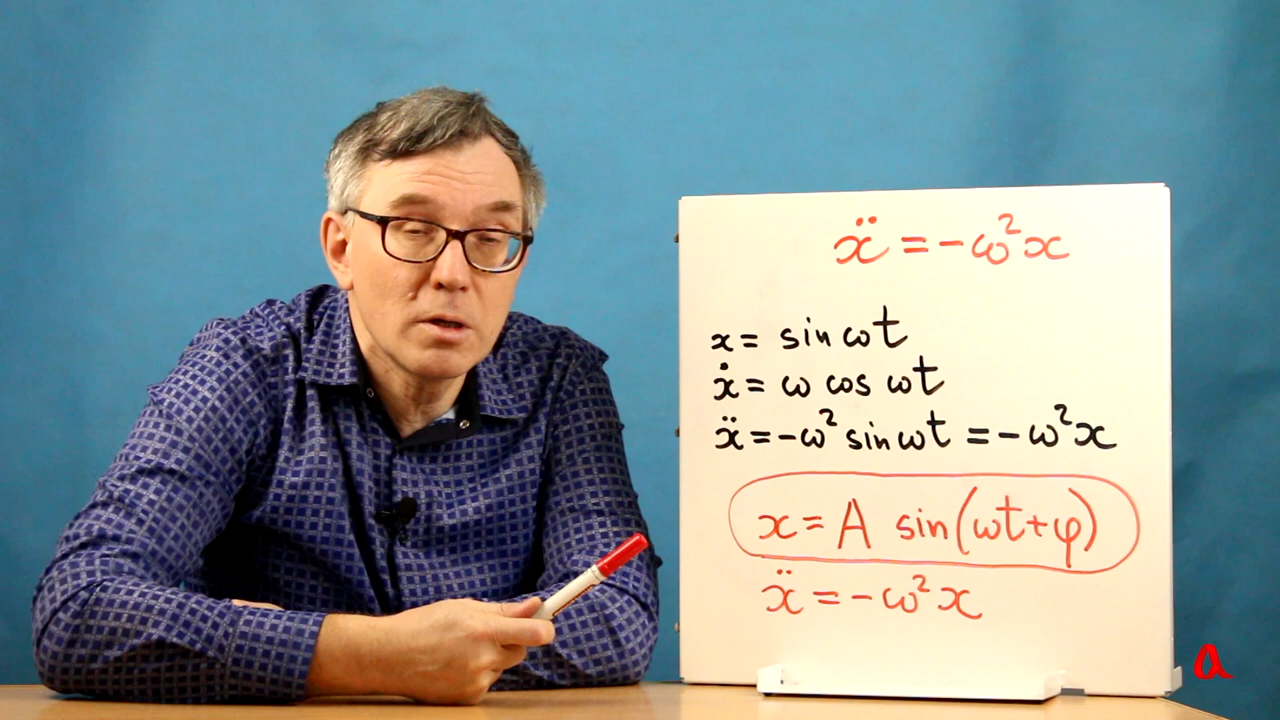 ẍ = -ω²x
x = sin ωt
ẋ = ω cos ωt
ẍ = -ω² sin ωt = -ω²x
x = A sin(ωt+φ)
ẍ = -ω²x
a